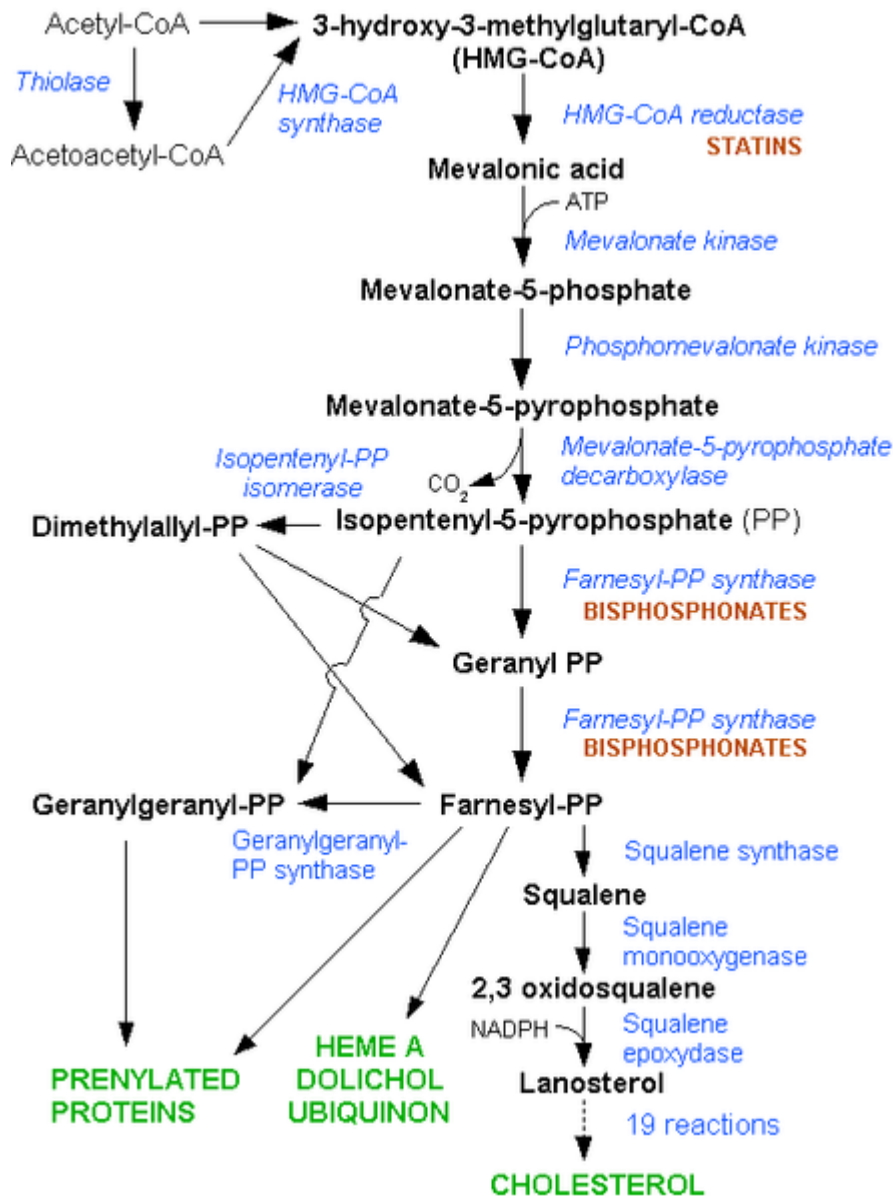 Acetyl-CoA
3-hydroxy-3-methylglutaryl-CoA
(HMG-CoA)
Thiolase
HMG-CoA
synthase
HMG-CoA reductase
STATINS
Acetoacetyl-CoA
Mevalonic acid
ATP
Mevalonate kinase
Mevalonate-5-phosphate
Phosphomevalonate kinase
Mevalonate-5-pyrophosphate
Isopentenyl-PP
isomerase
CO₂
Mevalonate-5-pyrophosphate
decarboxylase
Dimethylallyl-PP
Isopentenyl-5-pyrophosphate (PP)
Farnesyl-PP synthase
BISPHOSPHONATES
Geranyl PP
Farnesyl-PP synthase
BISPHOSPHONATES
Geranylgeranyl-PP
Farnesyl-PP
Geranylgeranyl-
PP synthase
Squalene synthase
Squalene
Squalene
monooxygenase
2,3 oxidosqualene
NADPH
Squalene
epoxydase
Lanosterol
PRENYLATED
PROTEINS
HEME A
DOLICHOL
UBIQUINON
19 reactions
CHOLESTEROL